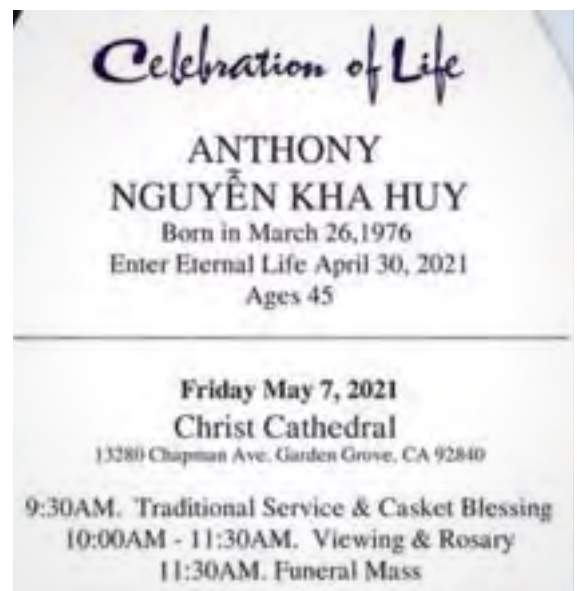 Celebration of Life
ANTHONY
NGUYỄN KHA HUY
Born in March 26,1976
Enter Eternal Life April 30, 2021
Ages 45
Friday May 7, 2021
Christ Cathedral
13280 Chapman Ave. Garden Grove, CA 92840
9:30AM. Traditional Service & Casket Blessing
10:00AM - 11:30AM. Viewing & Rosary
11:30AM. Funeral Mass